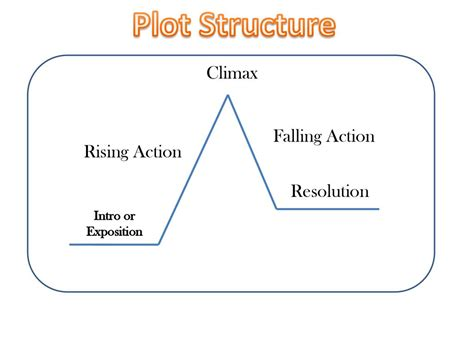 Plot Structure
Climax
Falling Action
Rising Action
Resolution
Intro or
Exposition